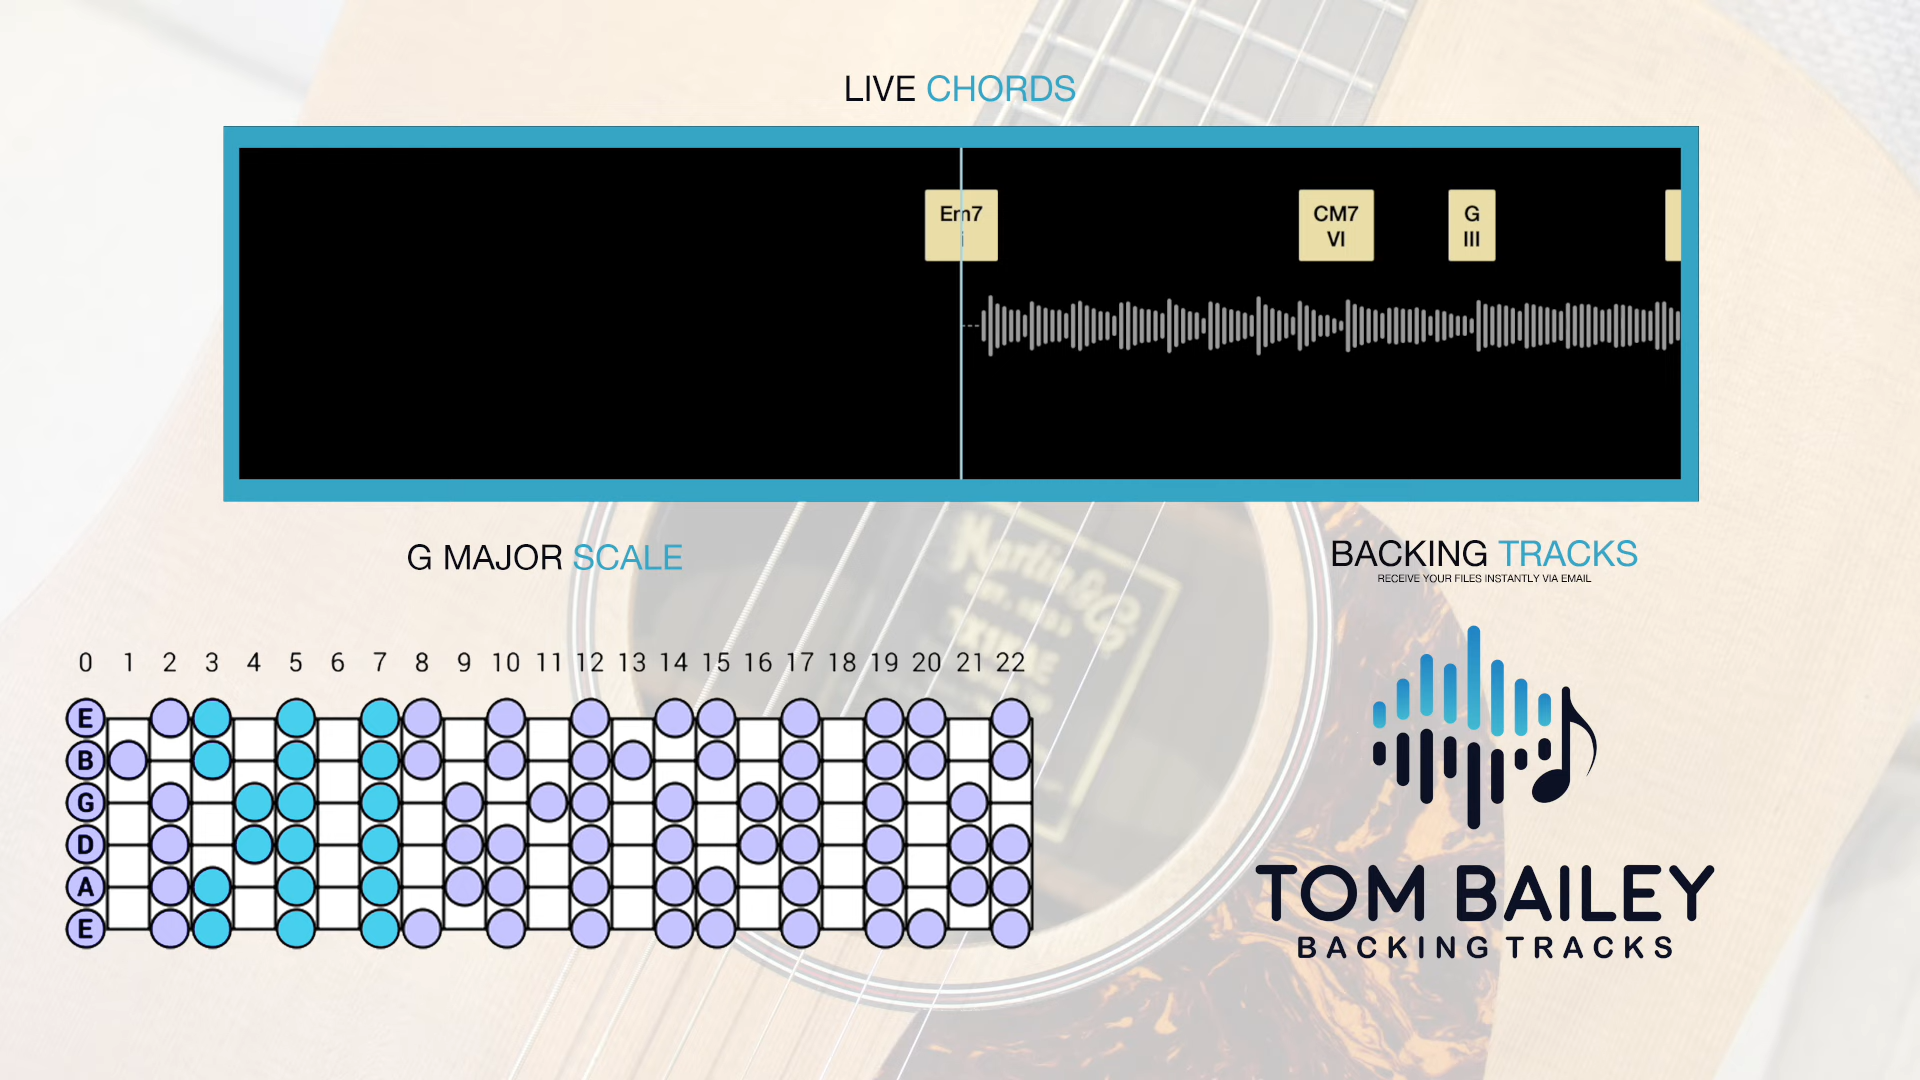 LIVE CHORDS
Em7
i
CM7
VI
G
III
G MAJOR SCALE
BACKING TRACKS
RECEIVE YOUR FILES INSTANTLY VIA EMAIL
0 1 2 3 4 5 6 7 8 9 10 11 12 13 14 15 16 17 18 19 20 21 22
E
B
G
D
A
E
TOM BAILEY
BACKING TRACKS